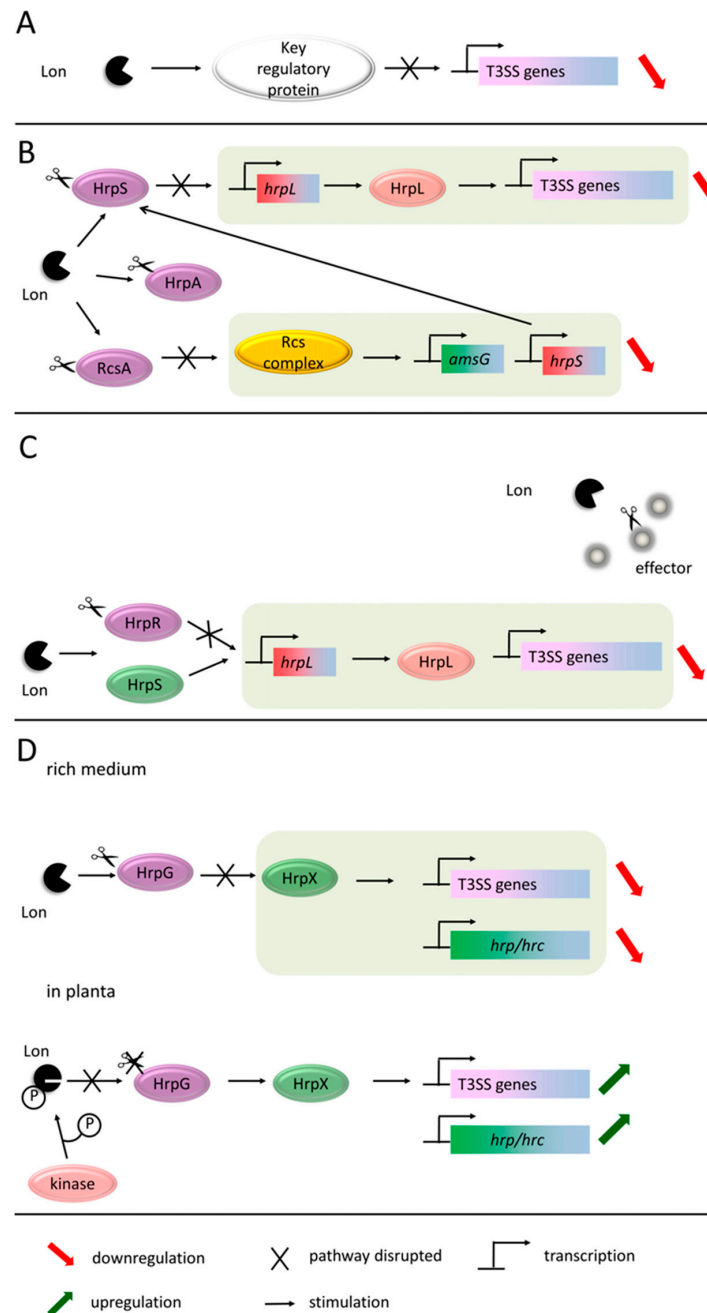 A
Lon
Key
regulatory
protein
T3SS genes
B
HrpS
hrpL
HrpL
T3SS genes
Lon
HrpA
RcsA
Rcs
complex
amsG
hrpS
C
Lon
effector
HrpR
Lon
HrpS
hrpL
HrpL
T3SS genes
D
rich medium
Lon
HrpG
HrpX
T3SS genes
hrp/hrc
in planta
Lon
P
HrpG
HrpX
T3SS genes
P
hrp/hrc
kinase
downregulation
pathway disrupted
transcription
upregulation
stimulation